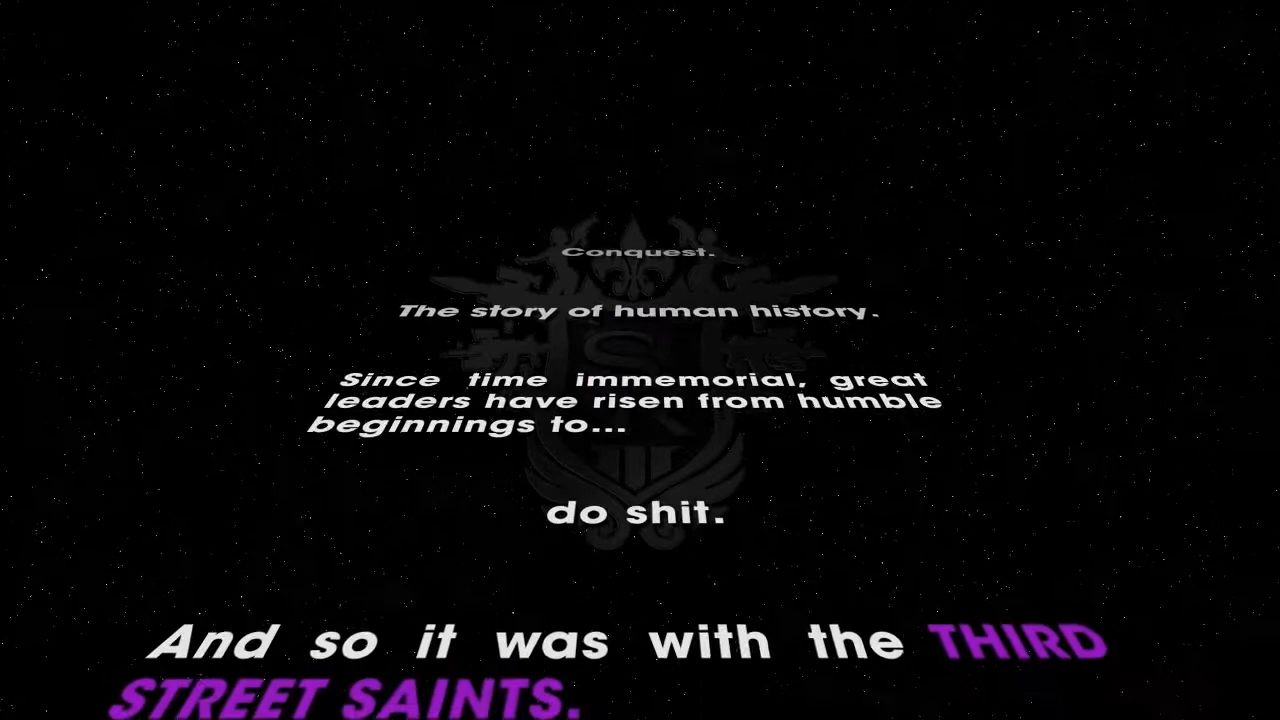 Conquest.
The story of human history.
Since time immemorial, great
leaders have risen from humble
beginnings to...
do shit.
And so it was with the THIRD
STREET SAINTS.